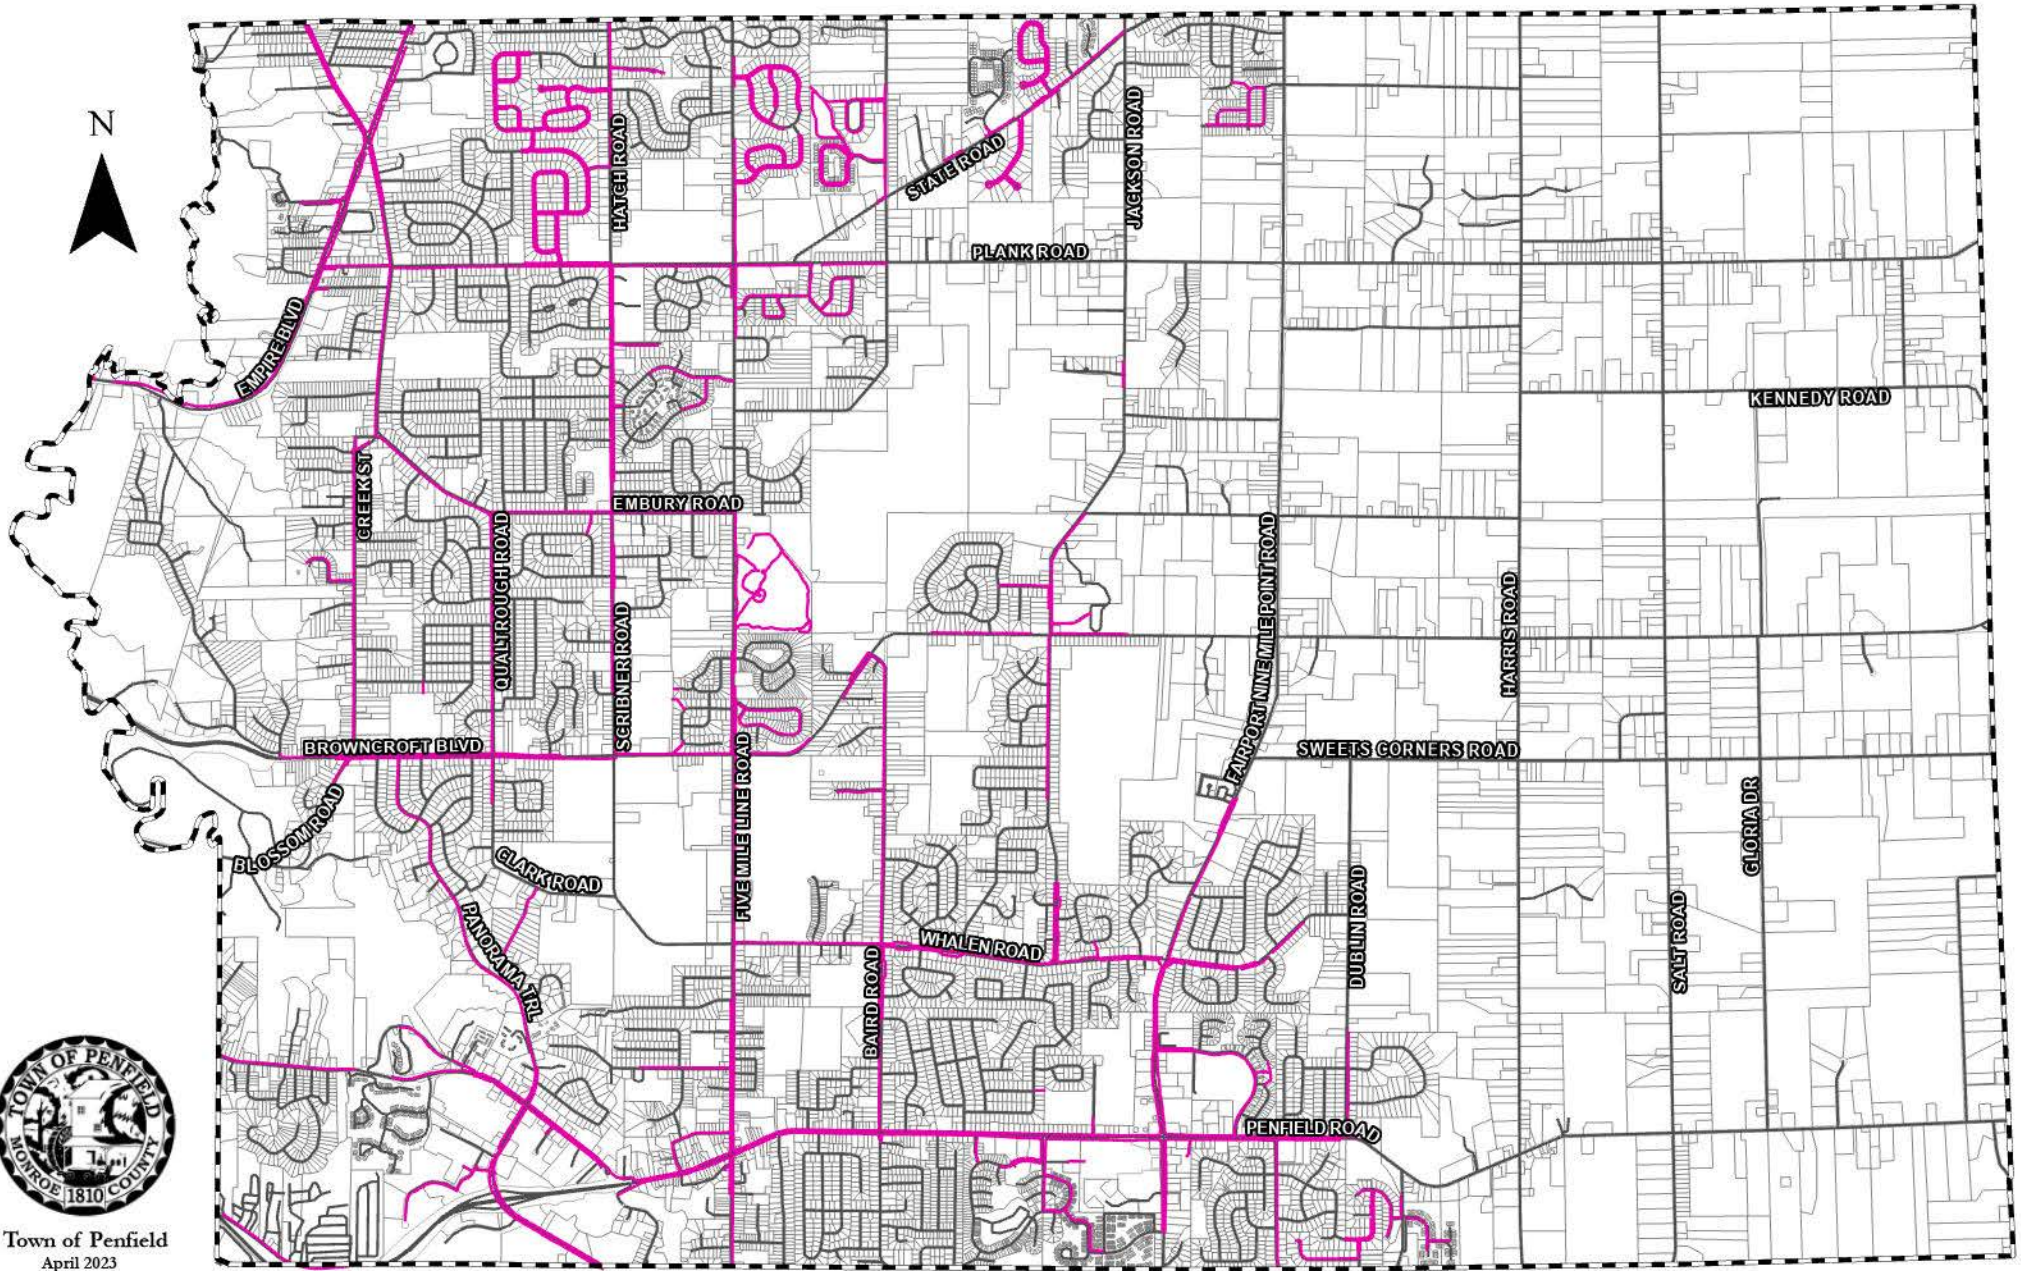 N
HATCH ROAD
JACKSON ROAD
STATE ROAD
PLANK ROAD
EMPIRE BLVD
KENNEDY ROAD
CREEK ST
EMBURY ROAD
QUALTROUGH ROAD
SCRIBNER ROAD
FAIRPORT NINE MILE POINT ROAD
HARRIS ROAD
BROWNCROFT BLVD
FIVE MILE LINE ROAD
SWEETS CORNERS ROAD
BLOSSOM ROAD
CLARK ROAD
GLORIA DR
DUBLIN ROAD
SALT ROAD
PANORAMA TRL
WHALEN ROAD
BAIRD ROAD
PENFIELD ROAD
TOWN OF PENFIELD
MONROE 1810 COUNTY
Town of Penfield
April 2023